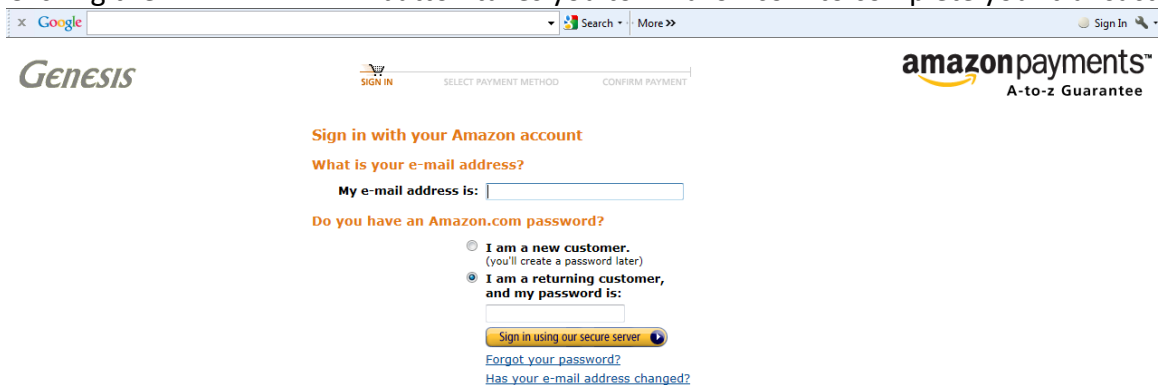 x Google Search More >> Sign In
GENESIS
amazonpayments™
A-to-z Guarantee
SIGN IN SELECT PAYMENT METHOD CONFIRM PAYMENT
Sign in with your Amazon account
What is your e-mail address?
My e-mail address is:
Do you have an Amazon.com password?
I am a new customer.
(you'll create a password later)
I am a returning customer,
and my password is:
Sign in using our secure server
Forgot your password?
Has your e-mail address changed?